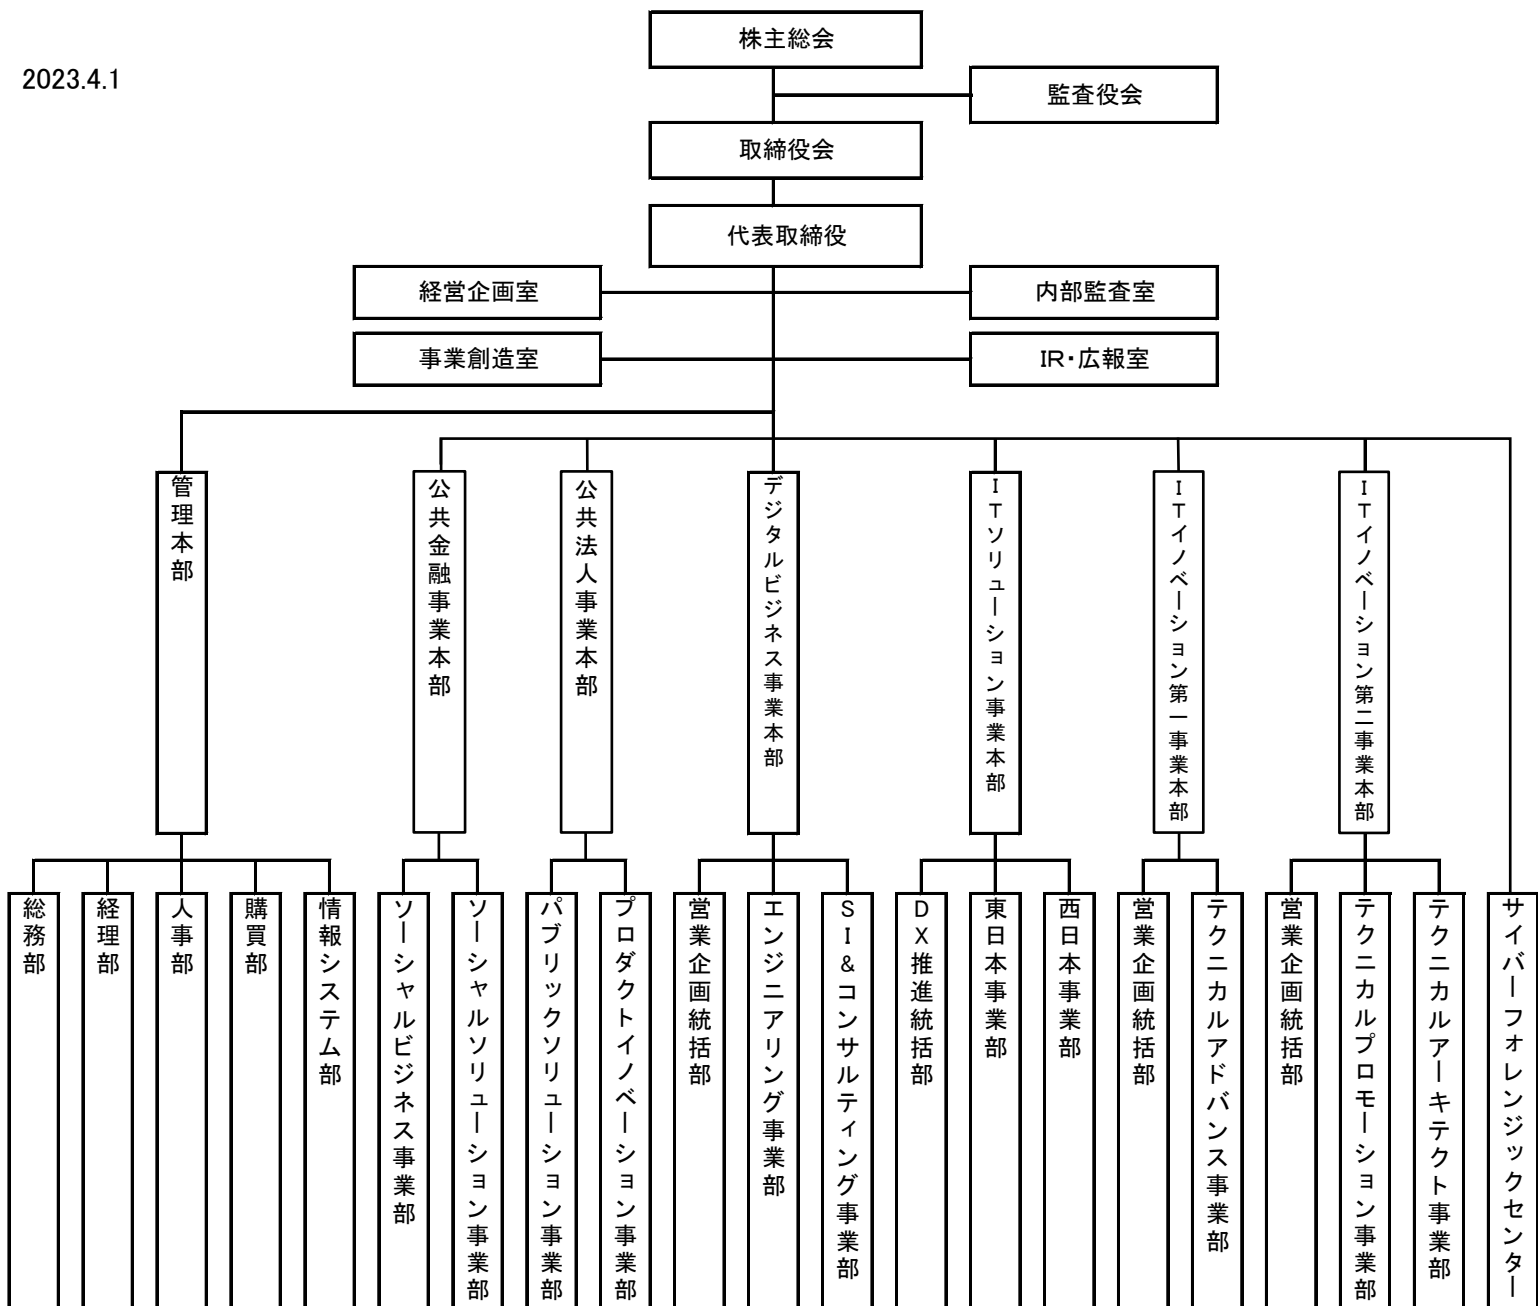 株主総会
2023.4.1
監査役会
取締役会
代表取締役
経営企画室
内部監査室
事業創造室
IR・広報室
管理本部
公共金融事業本部
公共法人事業本部
デジタルビジネス事業本部
ITソリューション事業本部
ITイノベーション第一事業本部
ITイノベーション第二事業本部
総務部
経理部
人事部
購買部
情報システム部
ソーシャルビジネス事業部
ソーシャルソリューション事業部
パブリックソリューション事業部
プロダクトイノベーション事業部
営業企画統括部
エンジニアリング事業部
SI&コンサルティング事業部
DX推進統括部
東日本事業部
西日本事業部
営業企画統括部
テクニカルアドバンス事業部
営業企画統括部
テクニカルプロモーション事業部
テクニカルアーキテクト事業部
サイバーフォレンジックセンター